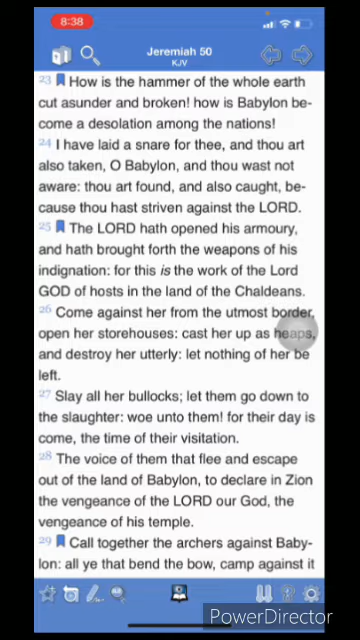 8:38
Jeremiah 50
KJV
23 How is the hammer of the whole earth
cut asunder and broken! how is Babylon be-
come a desolation among the nations!
24 I have laid a snare for thee, and thou art
also taken, O Babylon, and thou wast not
aware: thou art found, and also caught, be-
cause thou hast striven against the LORD.
25 The LORD hath opened his armoury,
and hath brought forth the weapons of his
indignation: for this is the work of the Lord
GOD of hosts in the land of the Chaldeans.
26 Come against her from the utmost border,
open her storehouses: cast her up as heaps,
and destroy her utterly: let nothing of her be
left.
27 Slay all her bullocks; let them go down to
the slaughter: woe unto them! for their day is
come, the time of their visitation.
28 The voice of them that flee and escape
out of the land of Babylon, to declare in Zion
the vengeance of the LORD our God, the
vengeance of his temple.
29 Call together the archers against Baby-
lon: all ye that bend the bow, camp against it
PowerDirector